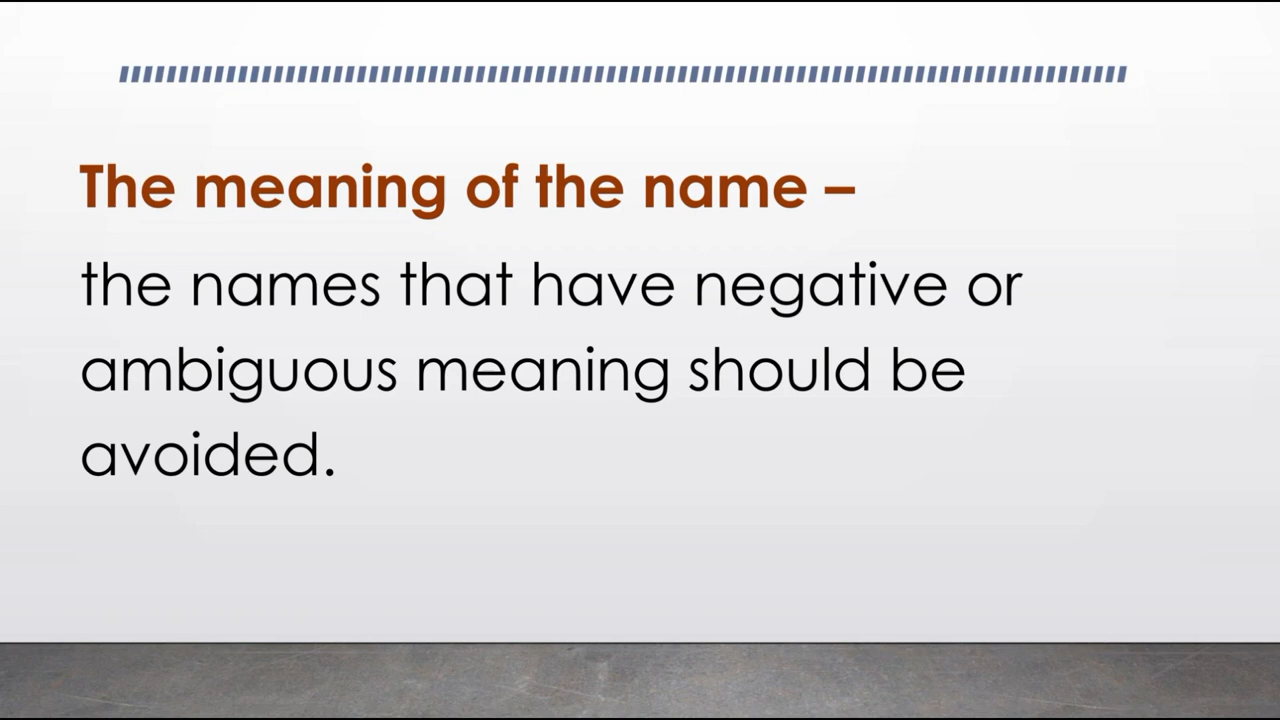 The meaning of the name –
the names that have negative or
ambiguous meaning should be
avoided.